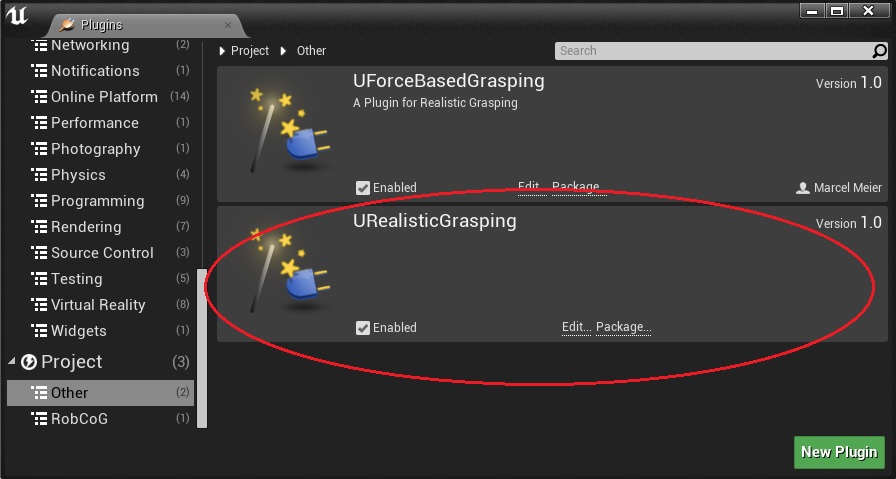 Plugins
Networking (2)
Notifications (1)
Online Platform (14)
Performance (1)
Photography (1)
Physics (4)
Programming (9)
Rendering (7)
Source Control (3)
Testing (5)
Virtual Reality (8)
Widgets (1)
Project (3)
Other (2)
RobCoG (1)
Project Other
Search
UForceBasedGrasping
Version 1.0
A Plugin for Realistic Grasping
Enabled
Edit... Package...
Marcel Meier
URealisticGrasping
Version 1.0
Enabled
Edit... Package...
New Plugin